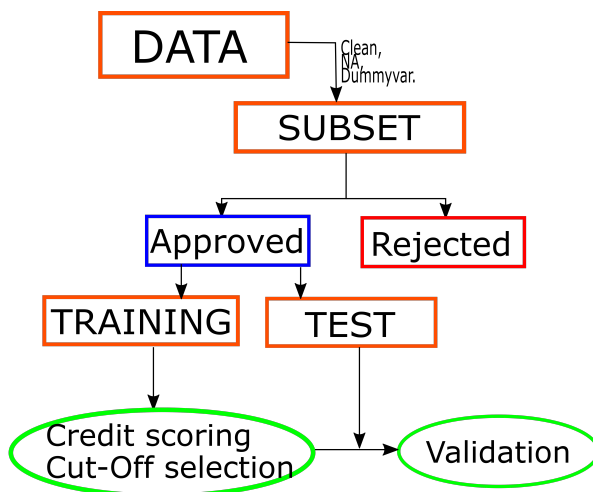 DATA
Clean,
NA,
Dummyvar.
SUBSET
Approved
Rejected
TRAINING
TEST
Credit scoring
Cut-Off selection
Validation